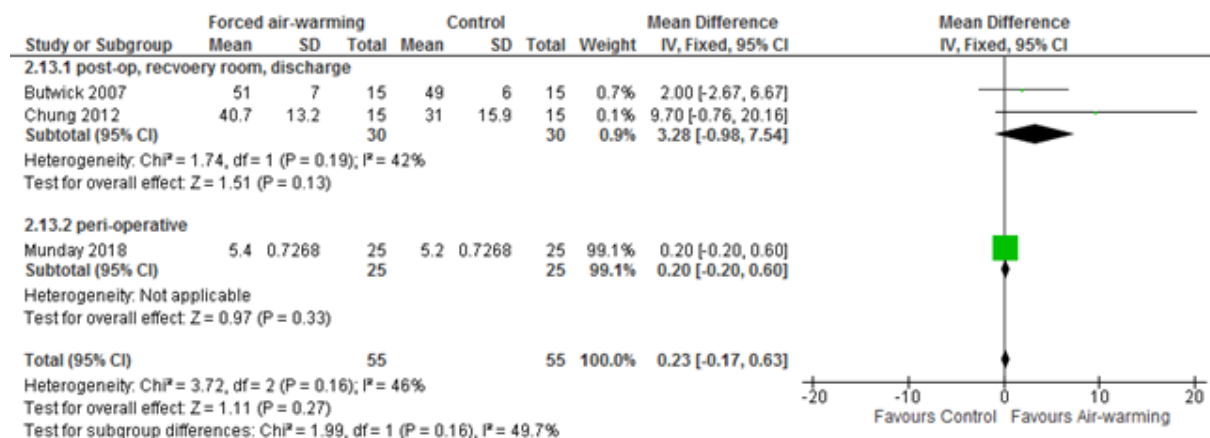 Forced air-warming Control Mean Difference Mean Difference
Study or Subgroup Mean SD Total Mean SD Total Weight IV, Fixed, 95% CI IV, Fixed, 95% CI
2.13.1 post-op, recvoery room, discharge
Butwick 2007 51 7 15 49 6 15 0.7% 2.00 [-2.67, 6.67]
Chung 2012 40.7 13.2 15 31 15.9 15 0.1% 9.70 [-0.76, 20.16]
Subtotal (95% CI) 30 30 0.9% 3.28 [-0.98, 7.54]
Heterogeneity: Chi² = 1.74, df = 1 (P = 0.19); I² = 42%
Test for overall effect: Z = 1.51 (P = 0.13)
2.13.2 peri-operative
Munday 2018 5.4 0.7268 25 5.2 0.7268 25 99.1% 0.20 [-0.20, 0.60]
Subtotal (95% CI) 25 25 99.1% 0.20 [-0.20, 0.60]
Heterogeneity: Not applicable
Test for overall effect: Z = 0.97 (P = 0.33)
Total (95% CI) 55 55 100.0% 0.23 [-0.17, 0.63]
Heterogeneity: Chi² = 3.72, df = 2 (P = 0.16); I² = 46%
Test for overall effect: Z = 1.11 (P = 0.27)
Test for subgroup differences: Chi² = 1.99, df = 1 (P = 0.16), I² = 49.7%
-20 -10 0 10 20
Favours Control Favours Air-warming